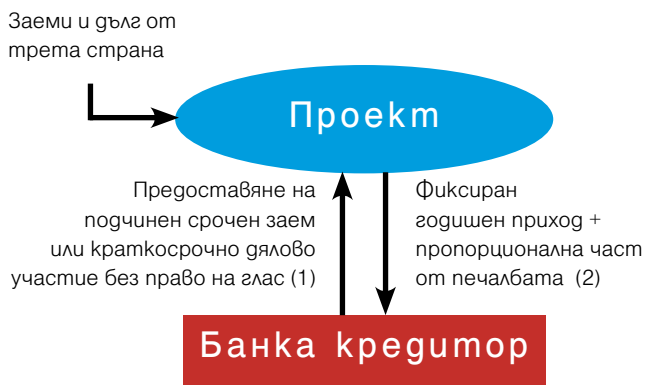 Заеми и дълг от
трета страна
Проект
Предоставяне на
подчинен срочен заем
или краткосрочно дялово
участие без право на глас (1)
Фиксиран
годишен приход +
пропорционална част
от печалбата (2)
Банка кредитор